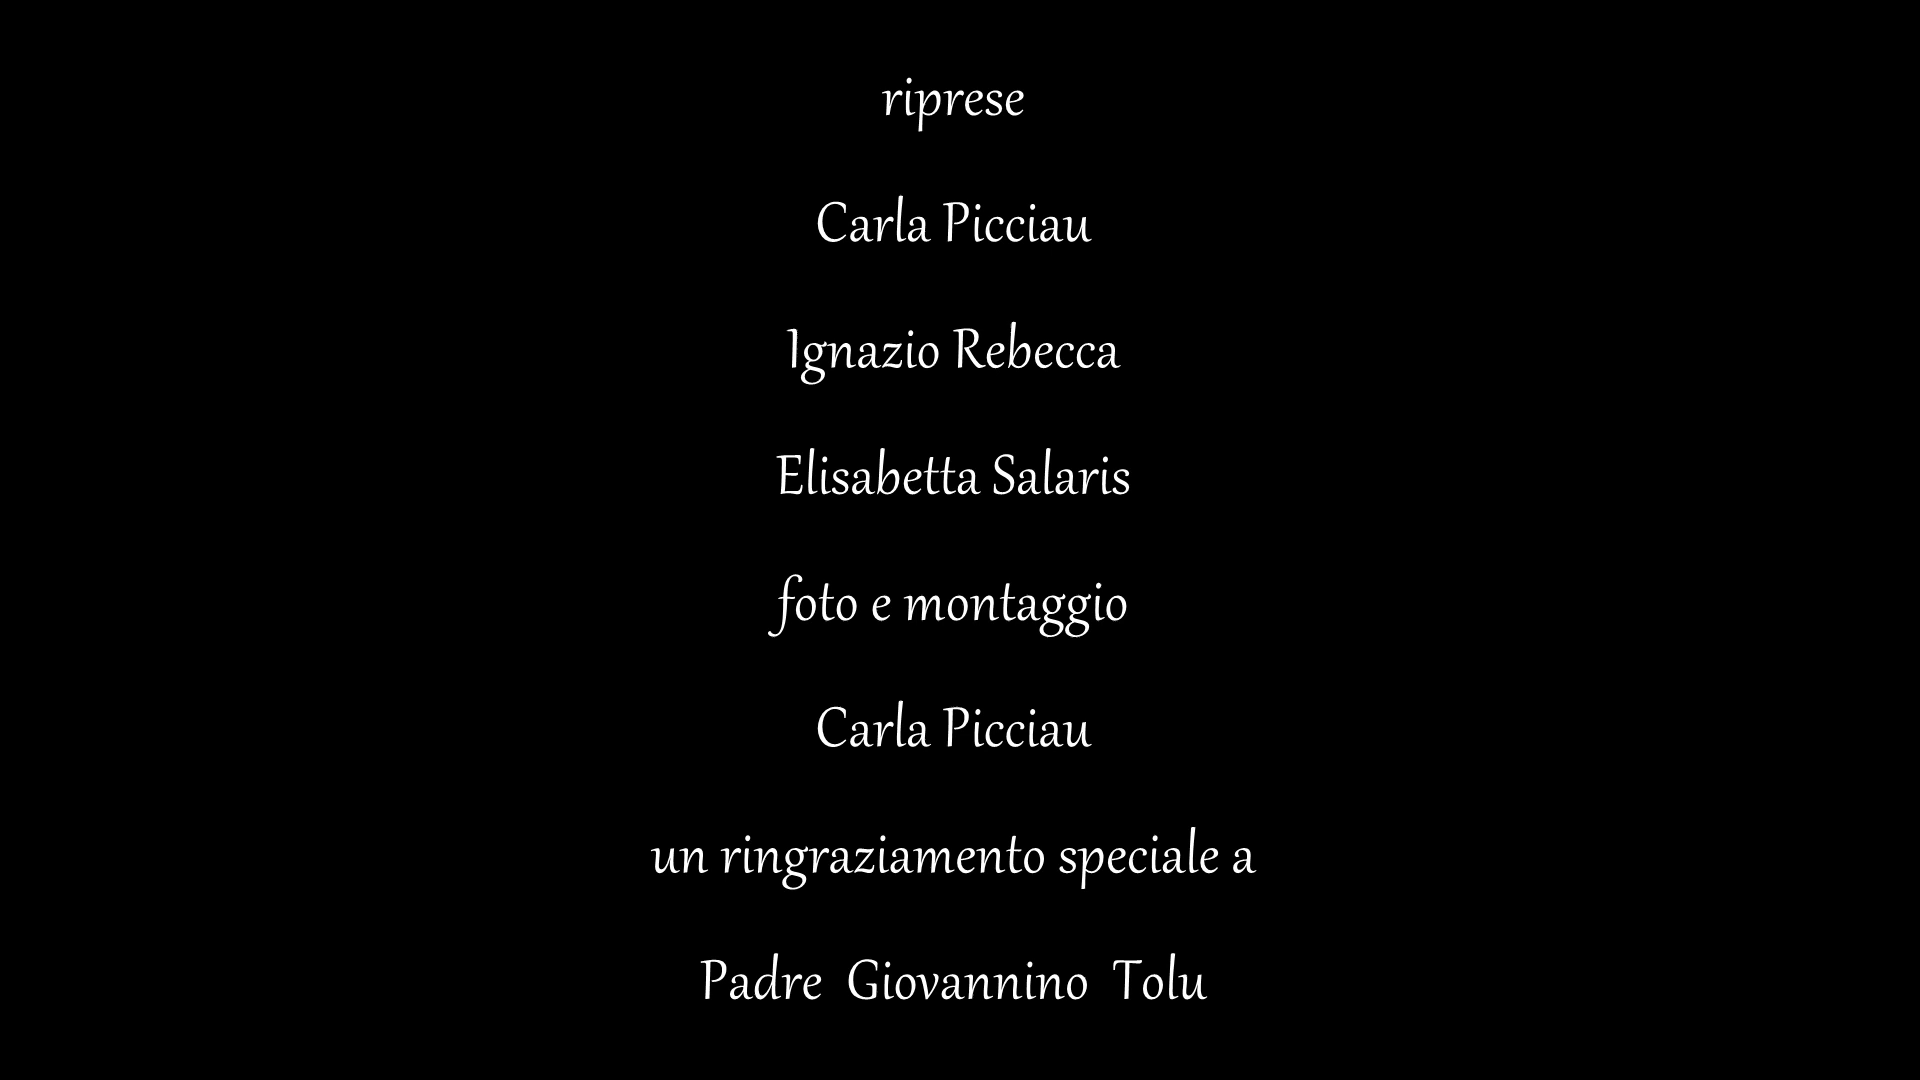 riprese
Carla Picciau
Ignazio Rebecca
Elisabetta Salaris
foto e montaggio
Carla Picciau
un ringraziamento speciale a
Padre Giovannino Tolu